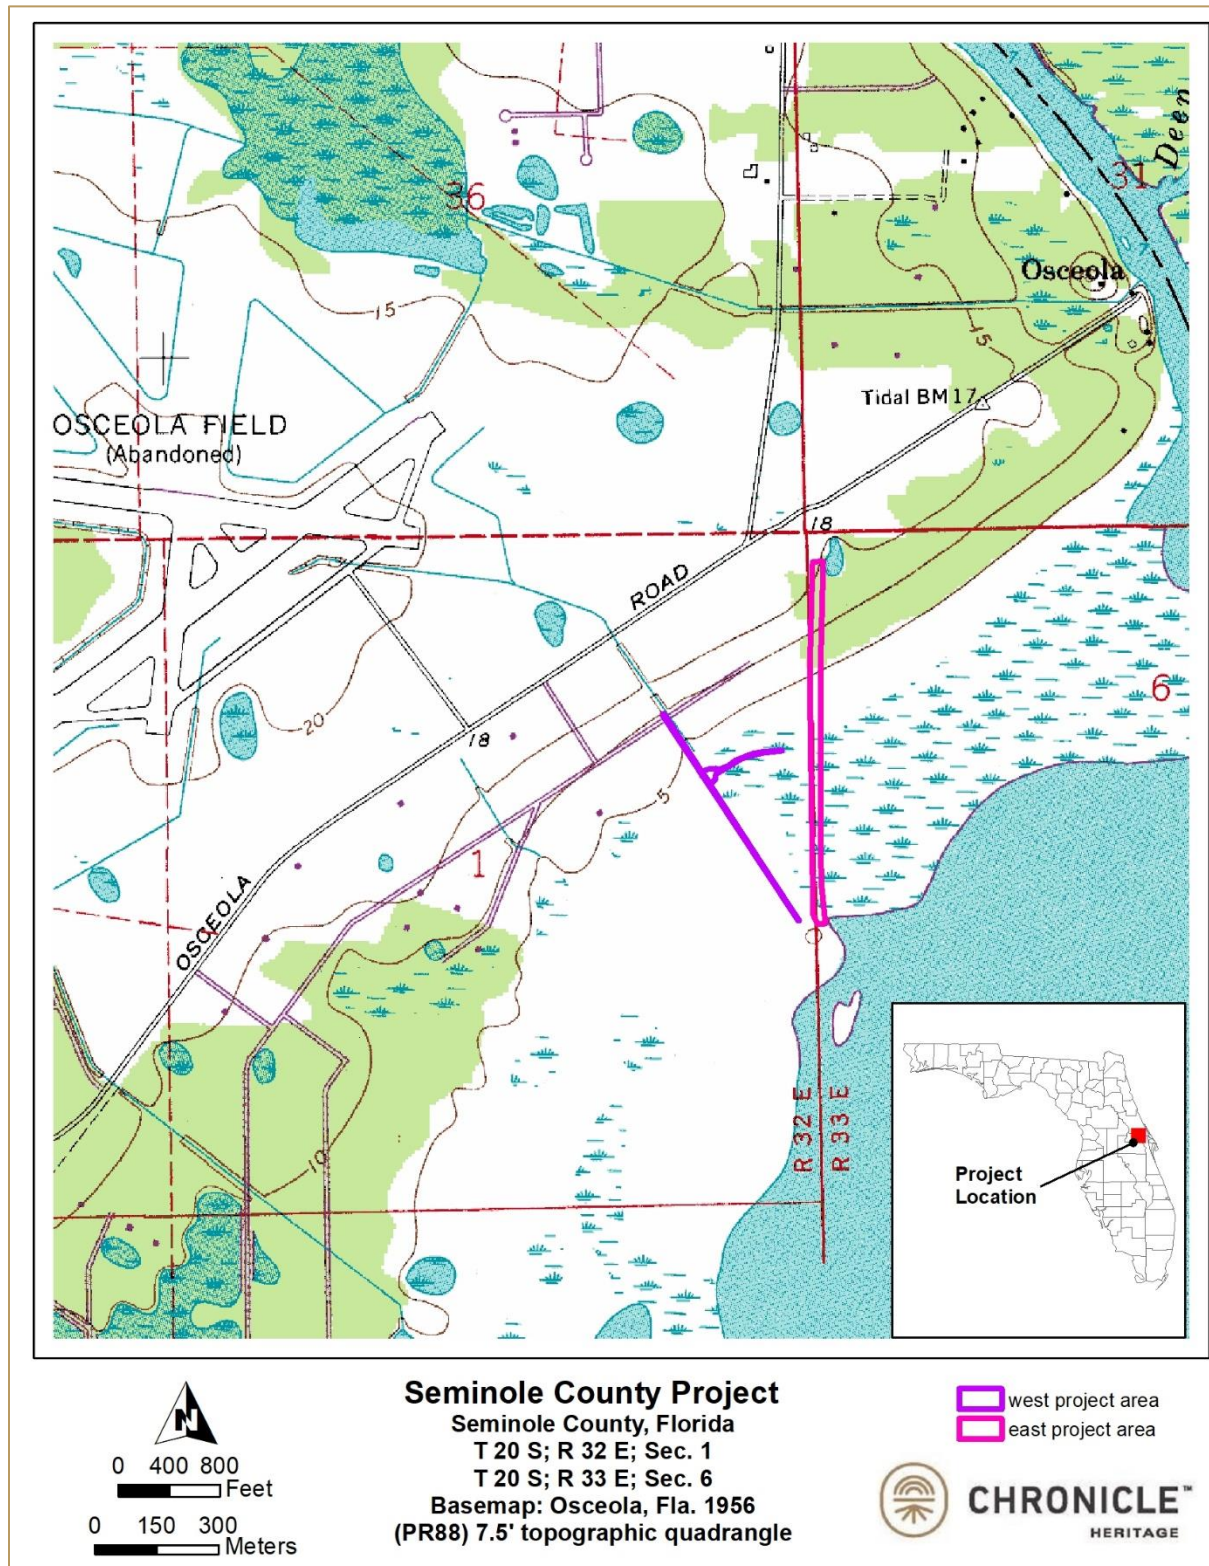 36
31
Deen
Osceola
15
15
Tidal BM 17
OSCEOLA FIELD
(Abandoned)
18
ROAD
6
20
18
5
1
OSCEOLA
R 32 E
R 33 E
10
Project
Location
N
0 400 800
Feet
0 150 300
Meters
Seminole County Project
Seminole County, Florida
T 20 S; R 32 E; Sec. 1
T 20 S; R 33 E; Sec. 6
Basemap: Osceola, Fla. 1956
(PR88) 7.5' topographic quadrangle
west project area
east project area
CHRONICLE™
HERITAGE